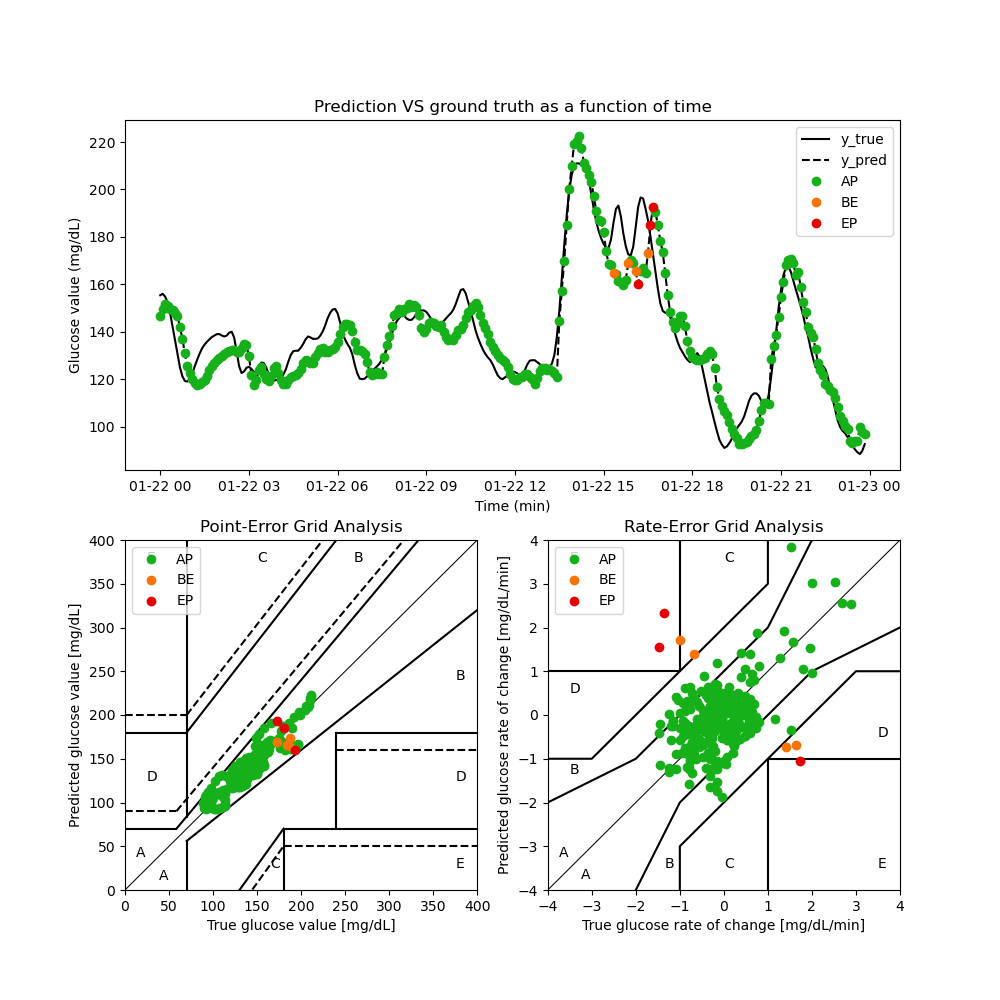 Prediction VS ground truth as a function of time
Glucose value (mg/dL)
220
200
180
160
140
120
100
y_true
y_pred
AP
BE
EP
01-22 00
01-22 03
01-22 06
01-22 09
01-22 12
01-22 15
01-22 18
01-22 21
01-23 00
Time (min)
Point-Error Grid Analysis
Predicted glucose value [mg/dL]
400
350
300
250
200
150
100
50
0
AP
BE
EP
C
B
B
D
D
A
A
C
E
0
50
100
150
200
250
300
350
400
True glucose value [mg/dL]
Rate-Error Grid Analysis
Predicted glucose rate of change [mg/dL/min]
4
3
2
1
0
−1
−2
−3
−4
AP
BE
EP
C
D
D
B
A
A
B
C
E
−4
−3
−2
−1
0
1
2
3
4
True glucose rate of change [mg/dL/min]